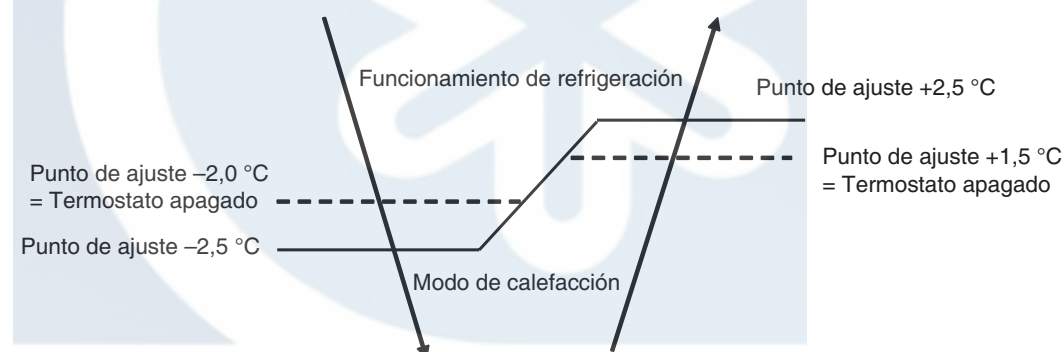 Funcionamiento de refrigeración
Punto de ajuste +2,5 °C
Punto de ajuste –2,0 °C
= Termostato apagado
Punto de ajuste +1,5 °C
= Termostato apagado
Punto de ajuste –2,5 °C
Modo de calefacción